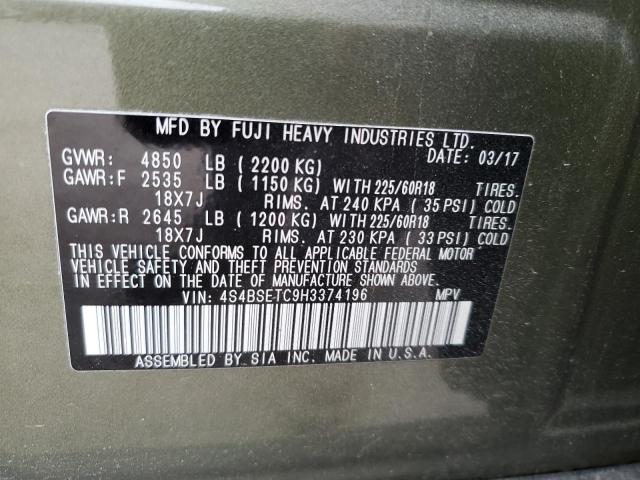 MFD BY FUJI HEAVY INDUSTRIES LTD.
GVWR: 4850 LB ( 2200 KG) DATE: 03/17
GAWR:F 2535 LB ( 1150 KG) WITH 225/60R18 TIRES.
18X7J RIMS. AT 240 KPA ( 35 PSI) COLD
GAWR:R 2645 LB ( 1200 KG) WITH 225/60R18 TIRES.
18X7J RIMS. AT 230 KPA ( 33 PSI) COLD
THIS VEHICLE CONFORMS TO ALL APPLICABLE FEDERAL MOTOR
VEHICLE SAFETY AND THEFT PREVENTION STANDARDS
IN EFFECT ON THE DATE OF MANUFACTURE SHOWN ABOVE.
VIN: 4S4BSETC9H3374196 MPV
ASSEMBLED BY SIA INC. MADE IN U.S.A.